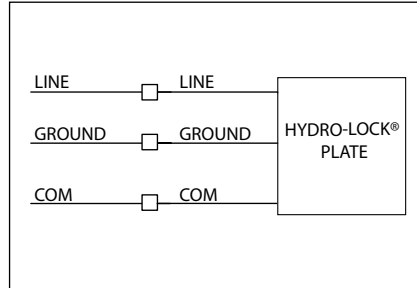 LINE LINE
GROUND GROUND
HYDRO-LOCK®
PLATE
COM COM